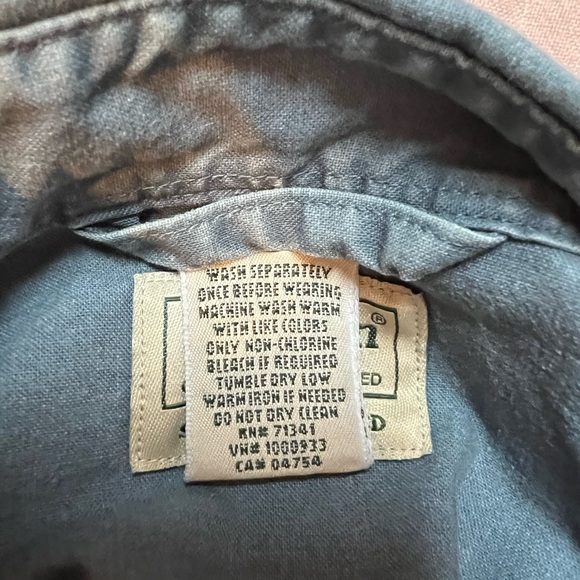 WASH SEPARATELY
ONCE BEFORE WEARING
MACHINE WASH WARM
WITH LIKE COLORS
ONLY NON-CHLORINE
BLEACH IF REQUIRED
TUMBLE DRY LOW
WARM IRON IF NEEDED
DO NOT DRY CLEAN
RN# 71341
VN# 1000933
CA# 04754